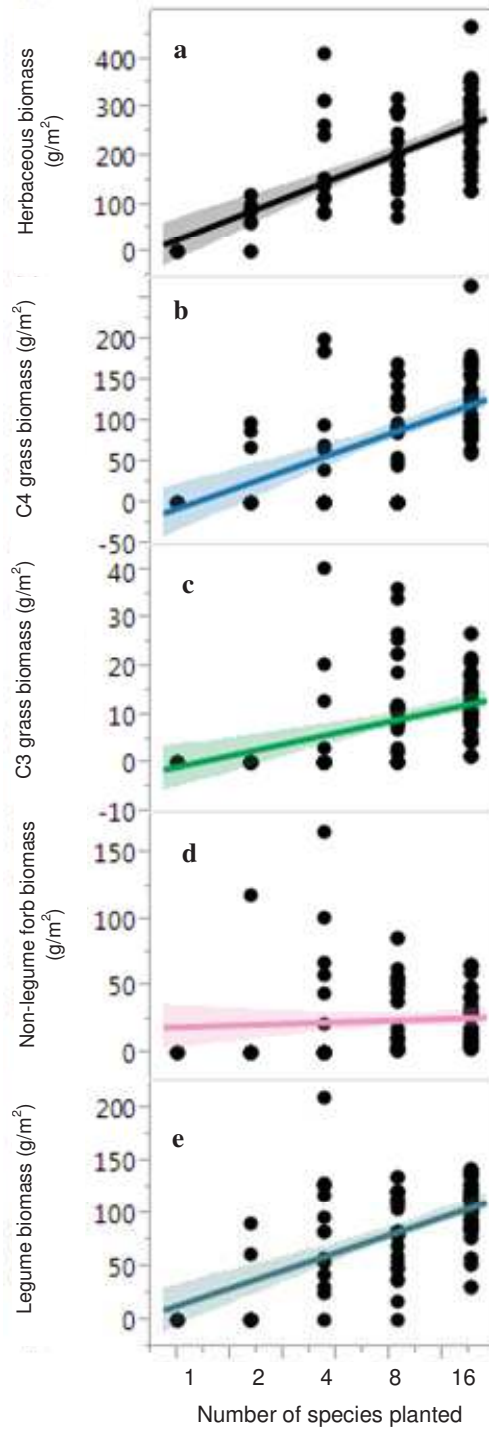 Herbaceous biomass
(g/m²)
a
400
300
200
100
0
C4 grass biomass (g/m²)
b
200
150
100
50
0
-50
C3 grass biomass (g/m²)
c
40
30
20
10
0
-10
Non-legume forb biomass
(g/m²)
d
150
100
50
0
Legume biomass (g/m²)
e
200
150
100
50
0
1 2 4 8 16
Number of species planted